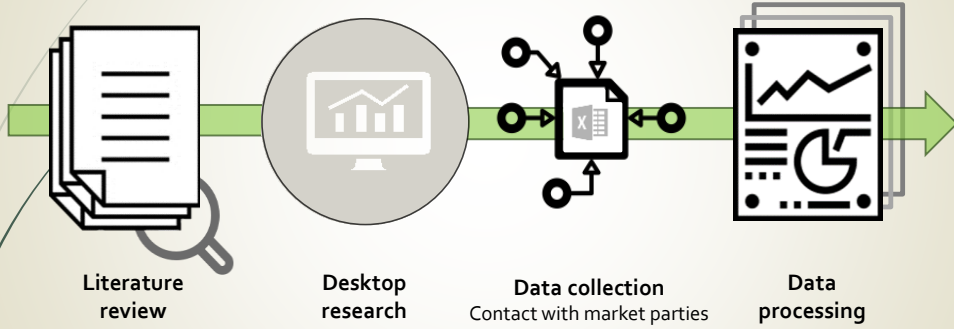 X
Literature
review
Desktop
research
Data collection
Contact with market parties
Data
processing